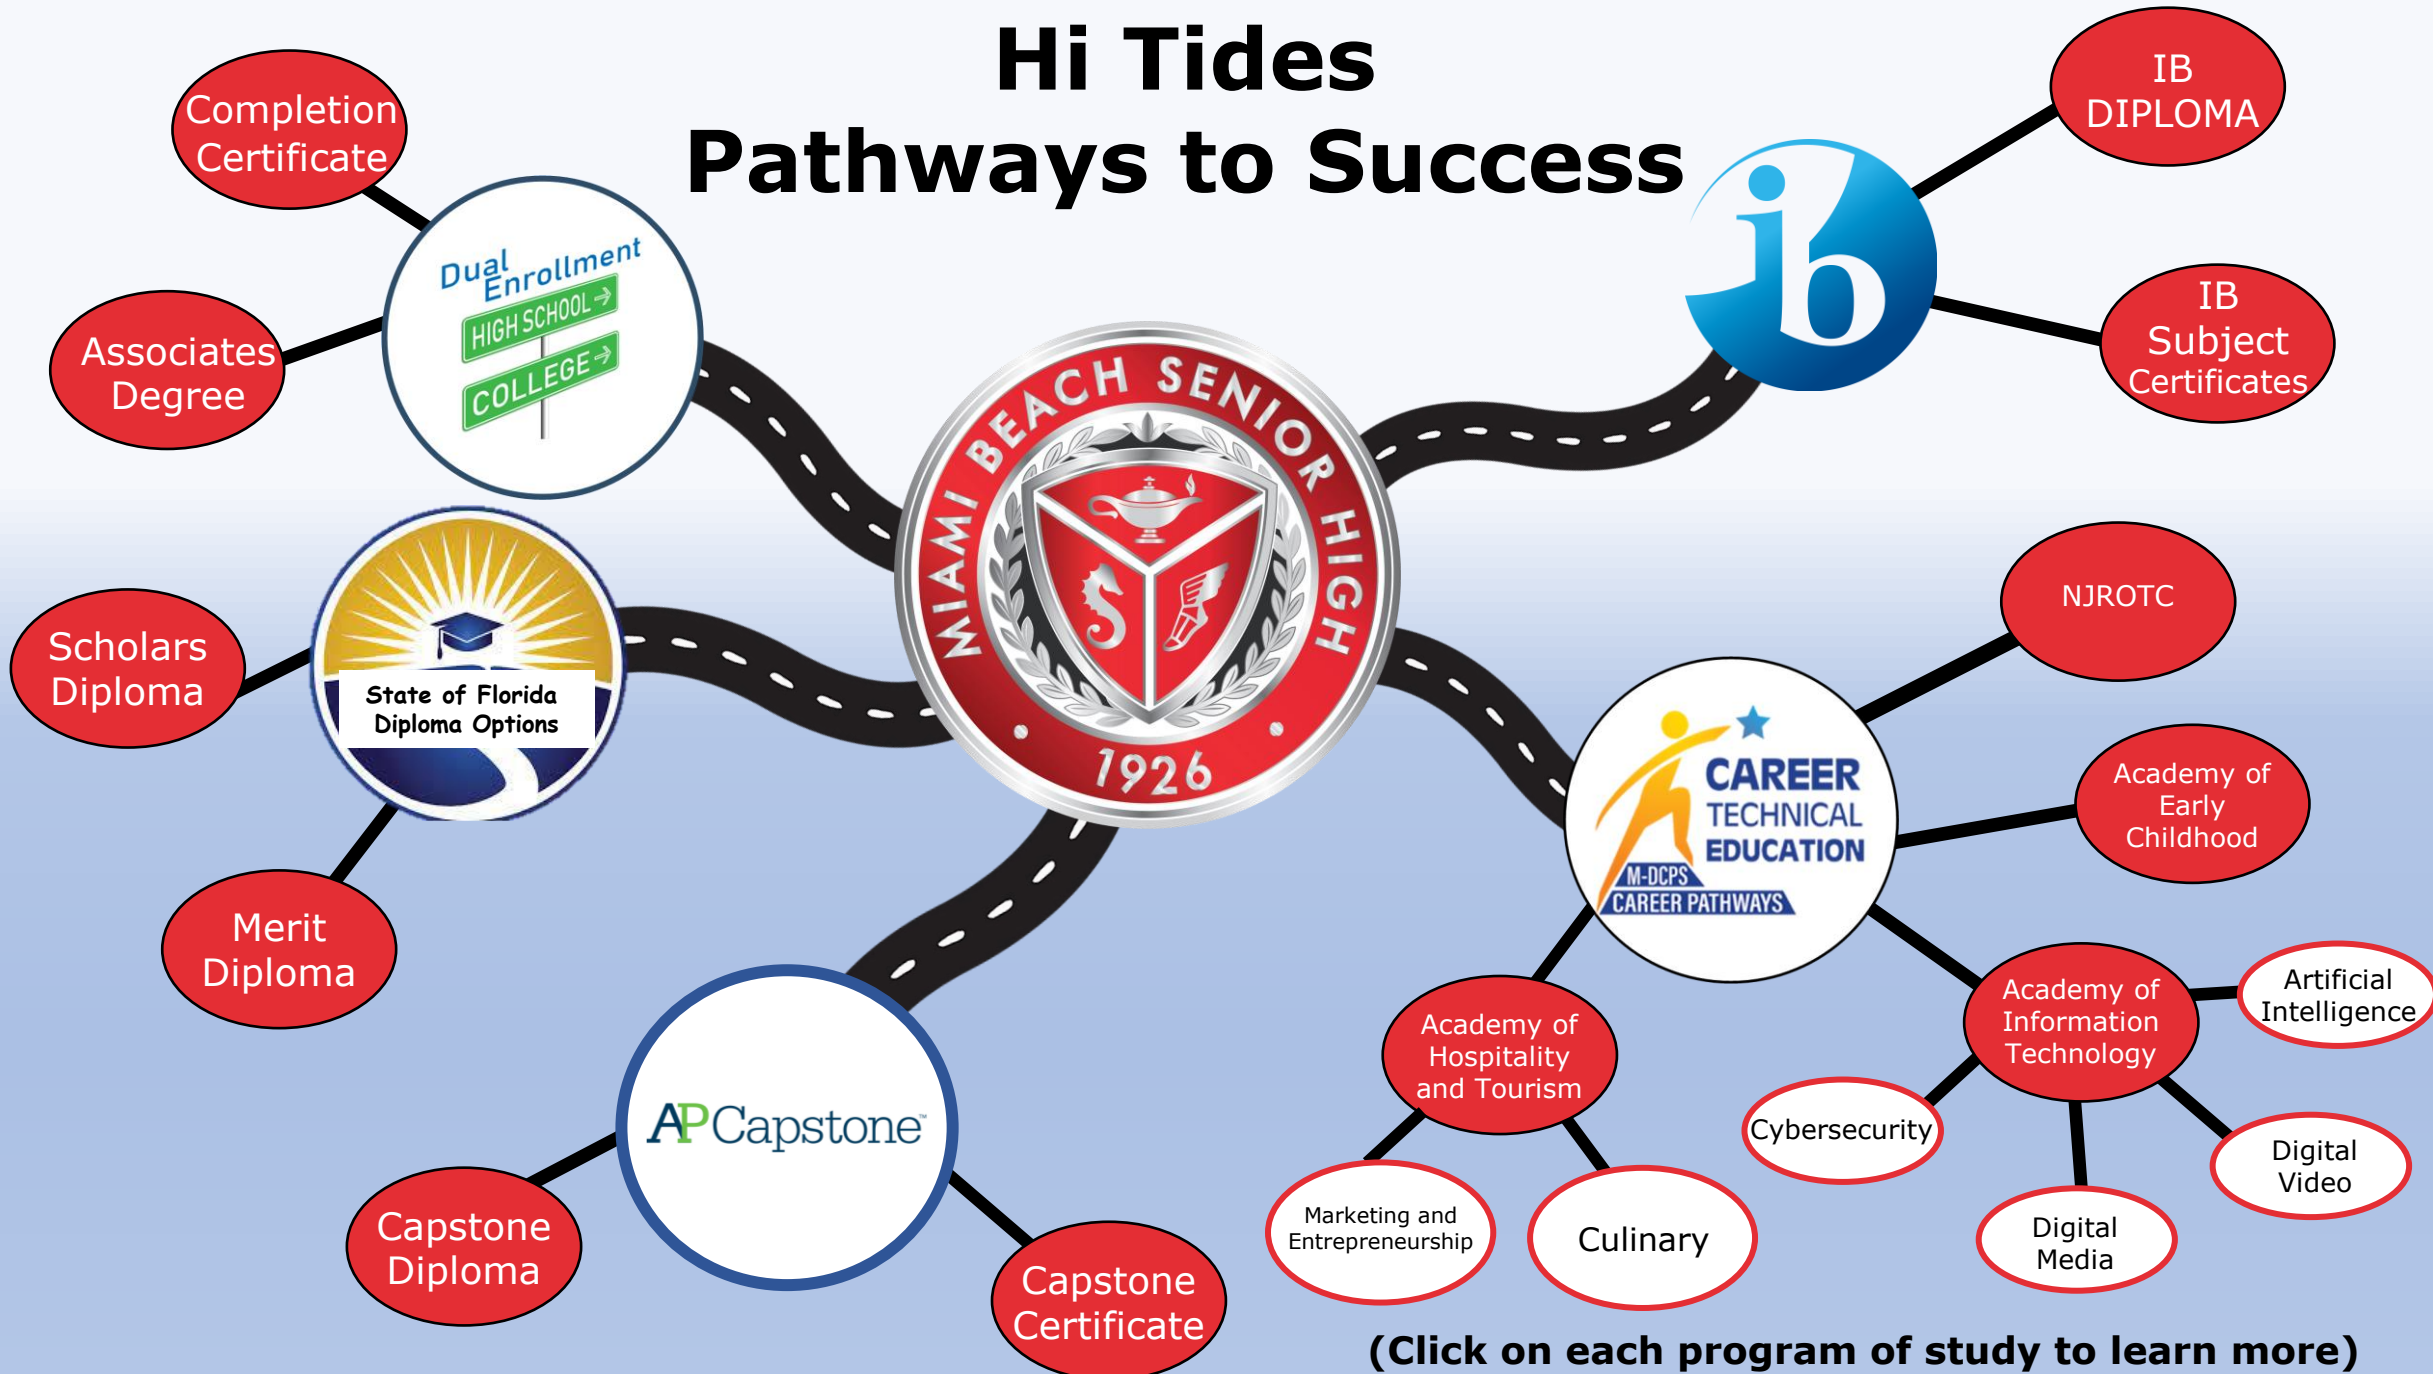 Hi Tides
Pathways to Success
Completion
Certificate
Associates
Degree
Dual
Enrollment
HIGH SCHOOL
COLLEGE
IB
DIPLOMA
ib
IB
Subject
Certificates
MIAMI BEACH SENIOR HIGH
1926
Scholars
Diploma
State of Florida
Diploma Options
Merit
Diploma
NJROTC
CAREER
TECHNICAL
EDUCATION
M-DCPS
CAREER PATHWAYS
Academy of
Early
Childhood
Academy of
Hospitality
and Tourism
Marketing and
Entrepreneurship
Culinary
Academy of
Information
Technology
Artificial
Intelligence
Cybersecurity
Digital
Video
Digital
Media
AP Capstone™
Capstone
Diploma
Capstone
Certificate
(Click on each program of study to learn more)